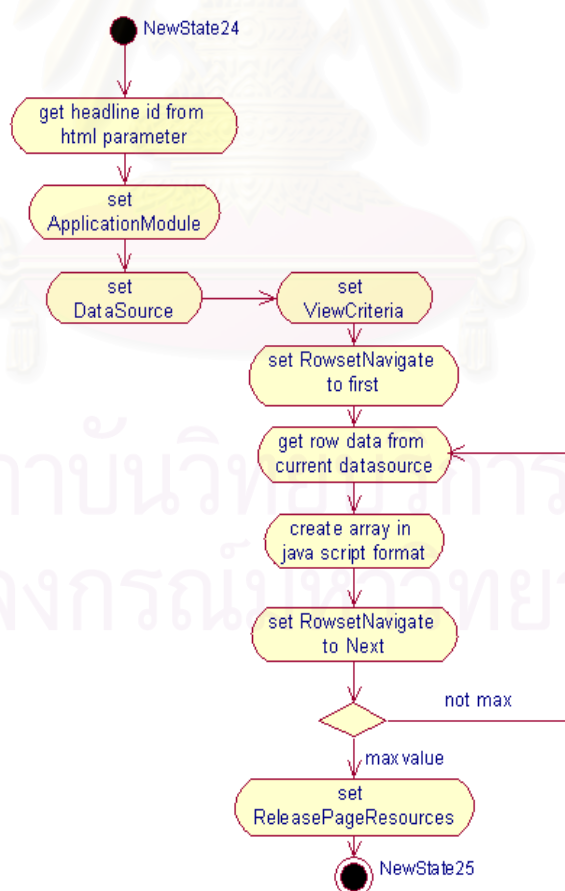 NewState24
get headline id from
html parameter
set
ApplicationModule
set
DataSource
set
ViewCriteria
set RowsetNavigate
to first
get row data from
current datasource
create array in
java script format
set RowsetNavigate
to Next
not max
max value
set
ReleasePageResources
NewState25